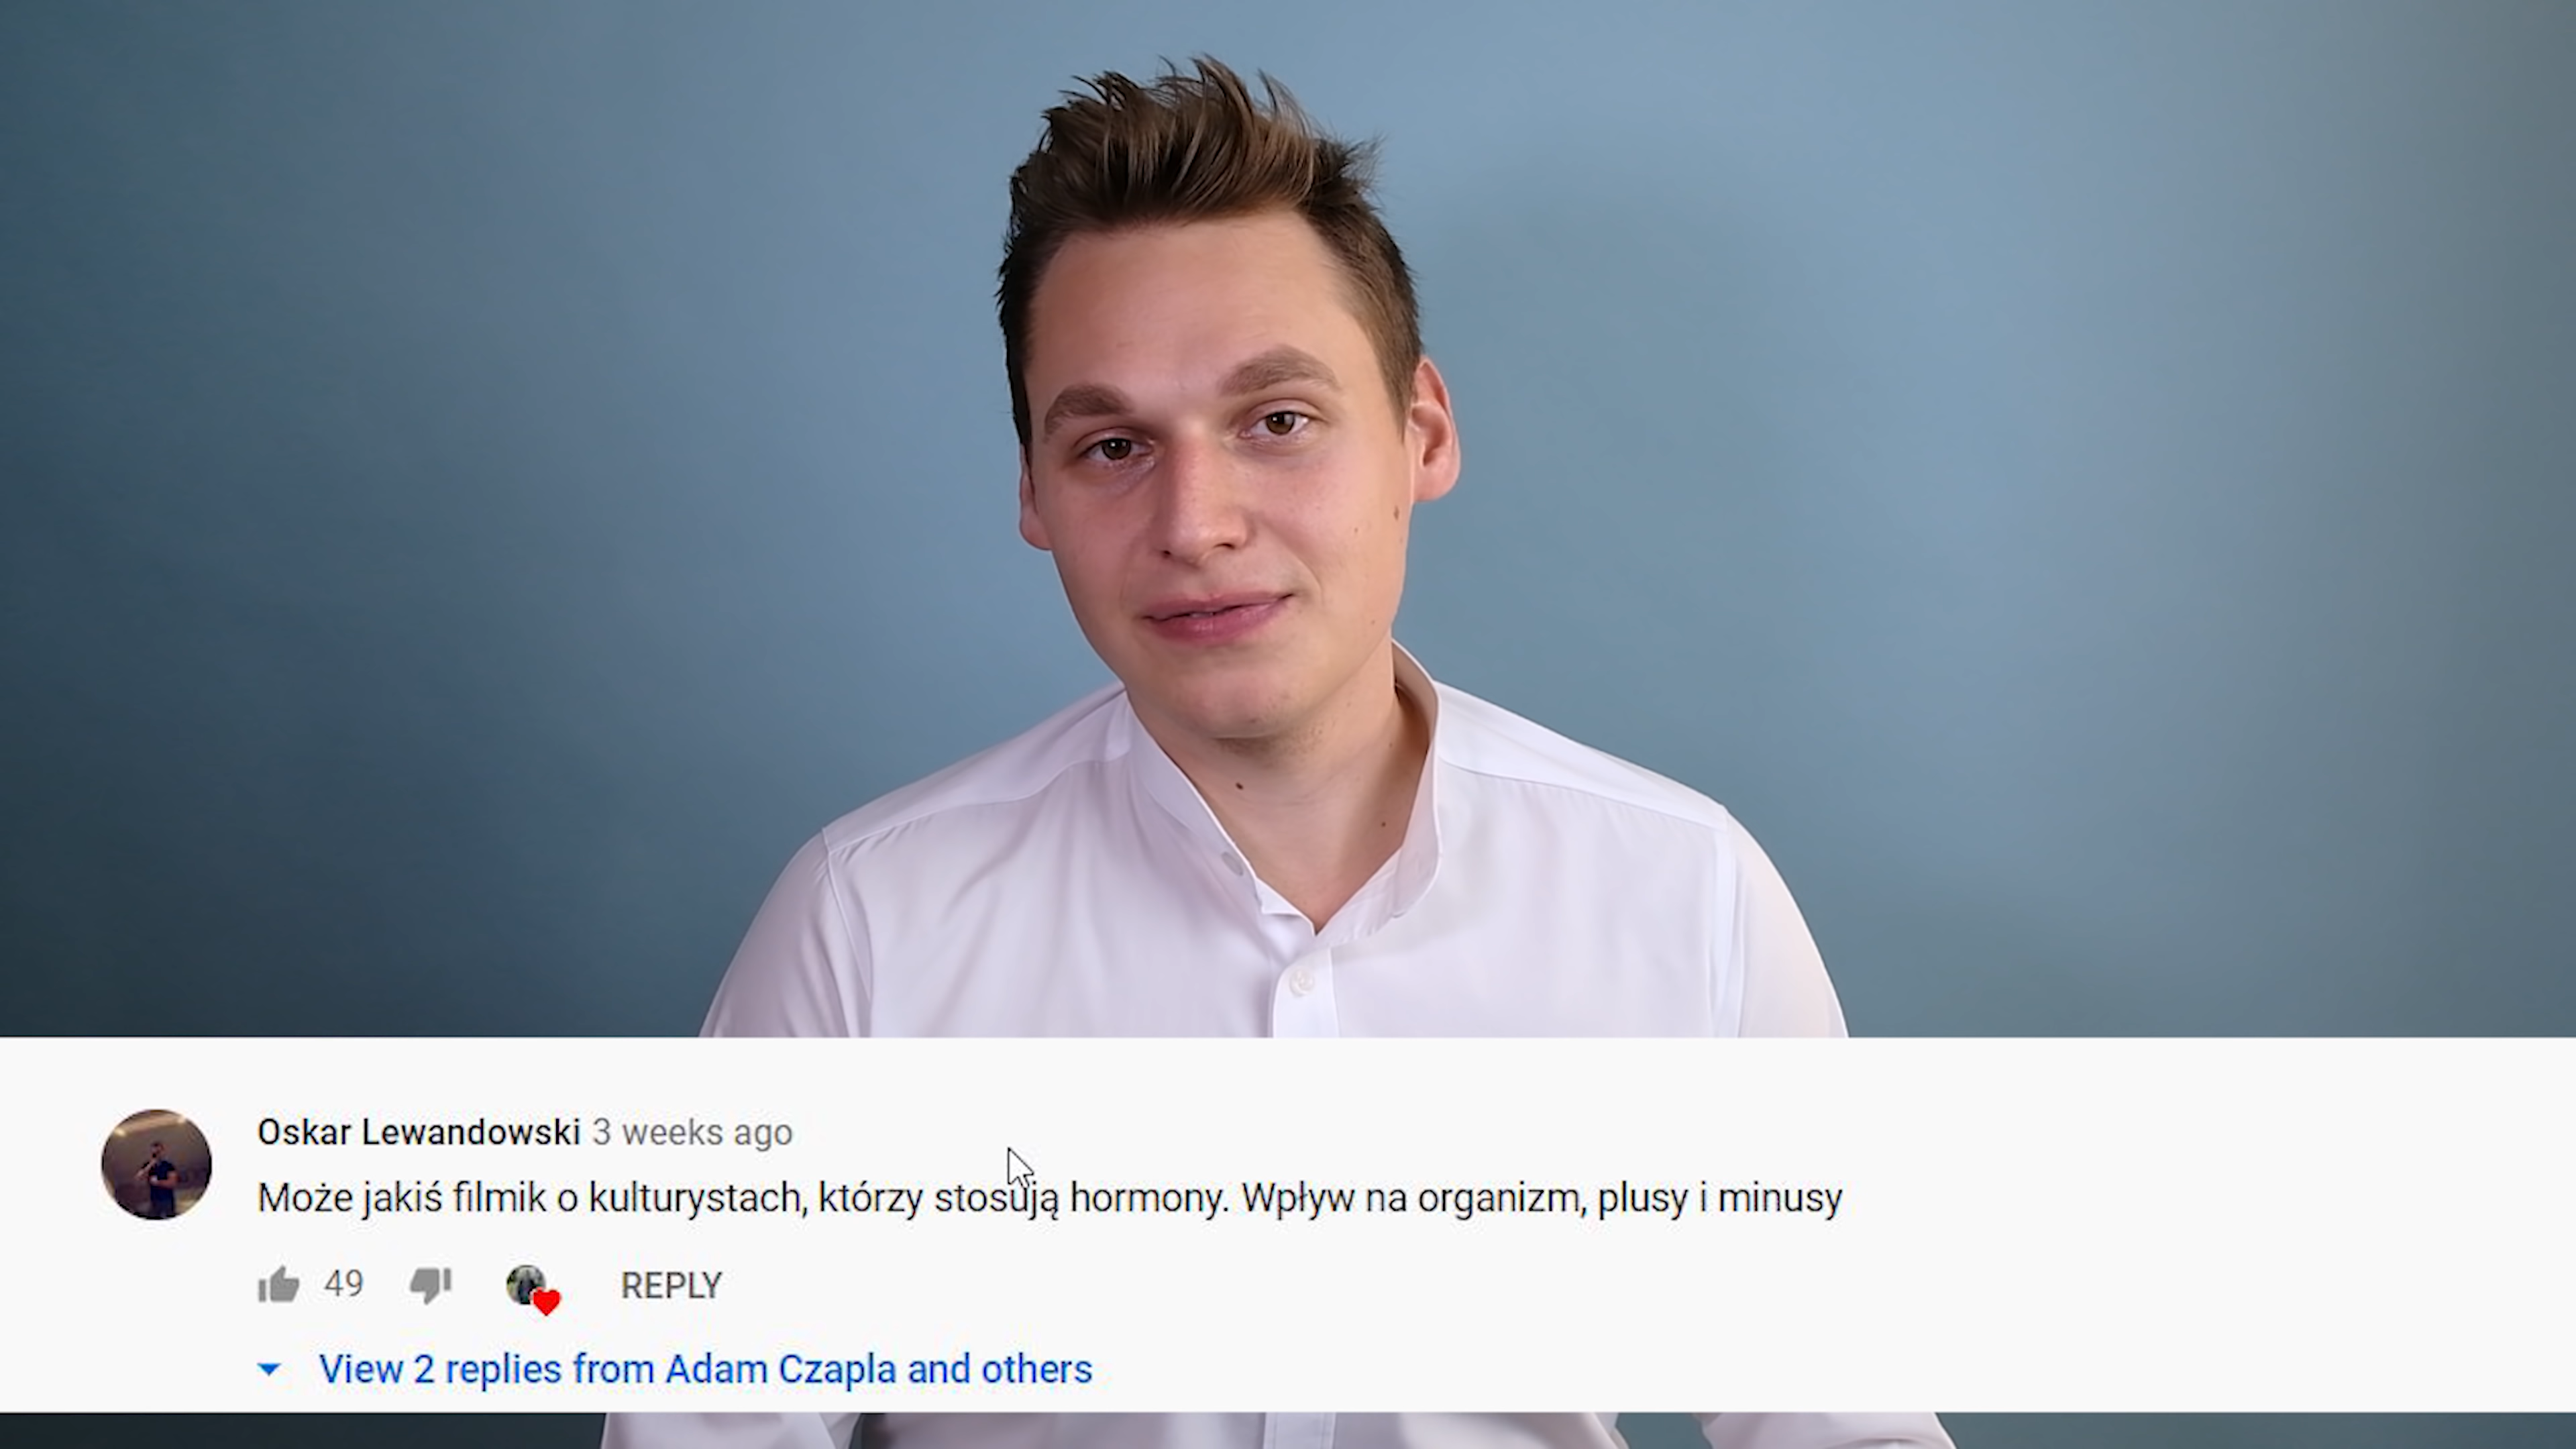 Oskar Lewandowski 3 weeks ago
Może jakiś filmik o kulturystach, którzy stosują hormony. Wpływ na organizm, plusy i minusy
49 REPLY
View 2 replies from Adam Czapla and others